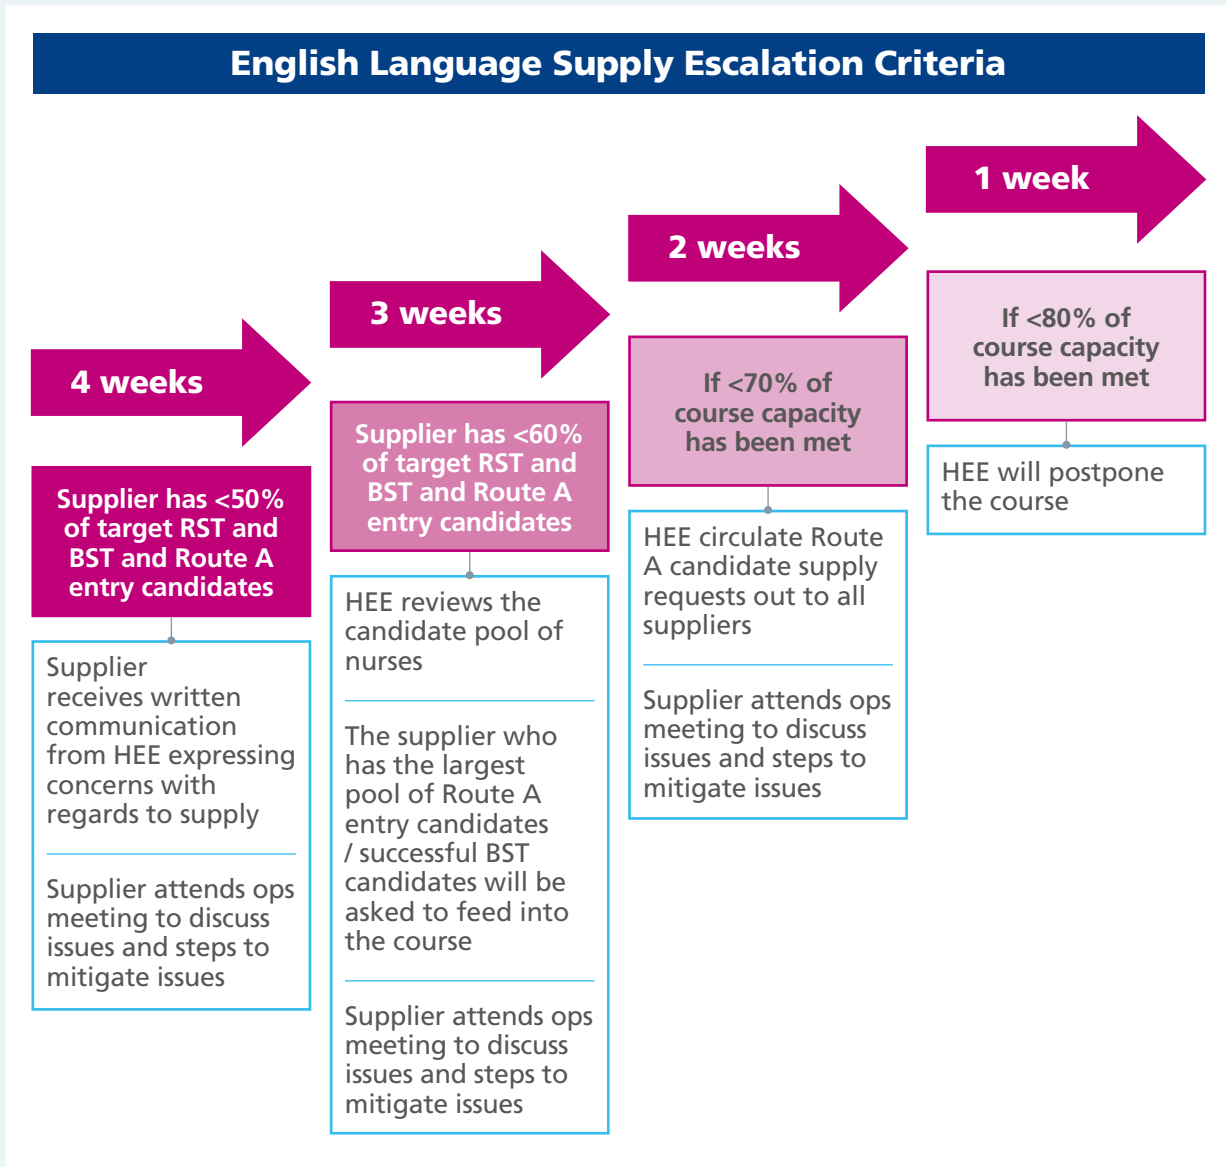 English Language Supply Escalation Criteria
4 weeks
Supplier has <50%
of target RST and
BST and Route A
entry candidates
Supplier
receives written
communication
from HEE expressing
concerns with
regards to supply
Supplier attends ops
meeting to discuss
issues and steps to
mitigate issues
3 weeks
Supplier has <60%
of target RST and
BST and Route A
entry candidates
HEE reviews the
candidate pool of
nurses
The supplier who
has the largest
pool of Route A
entry candidates
/ successful BST
candidates will be
asked to feed into
the course
Supplier attends ops
meeting to discuss
issues and steps to
mitigate issues
2 weeks
If <70% of
course capacity
has been met
HEE circulate Route
A candidate supply
requests out to all
suppliers
Supplier attends ops
meeting to discuss
issues and steps to
mitigate issues
1 week
If <80% of
course capacity
has been met
HEE will postpone
the course